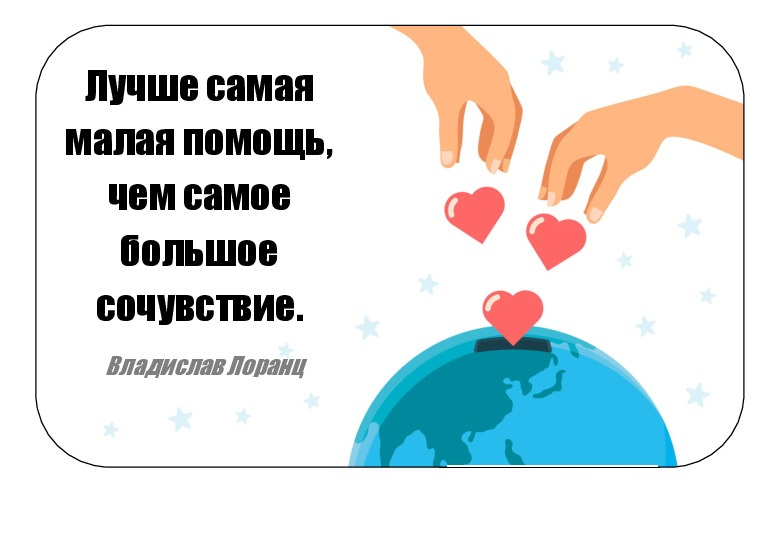 Лучше самая
малая помощь,
чем самое
большое
сочувствие.
Владислав Лоранц